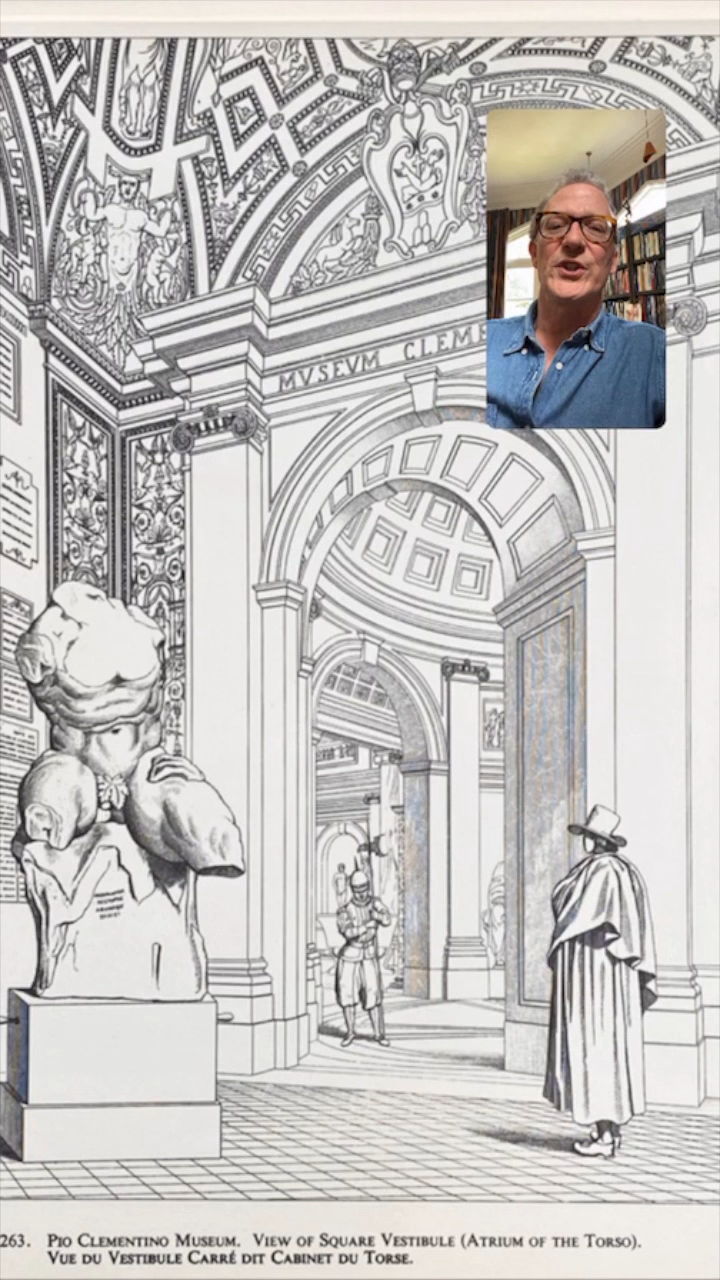 MVSEVM CLEME
263. PIO CLEMENTINO MUSEUM. VIEW OF SQUARE VESTIBULE (ATRIUM OF THE TORSO).
VUE DU VESTIBULE CARRÉ DIT CABINET DU TORSE.